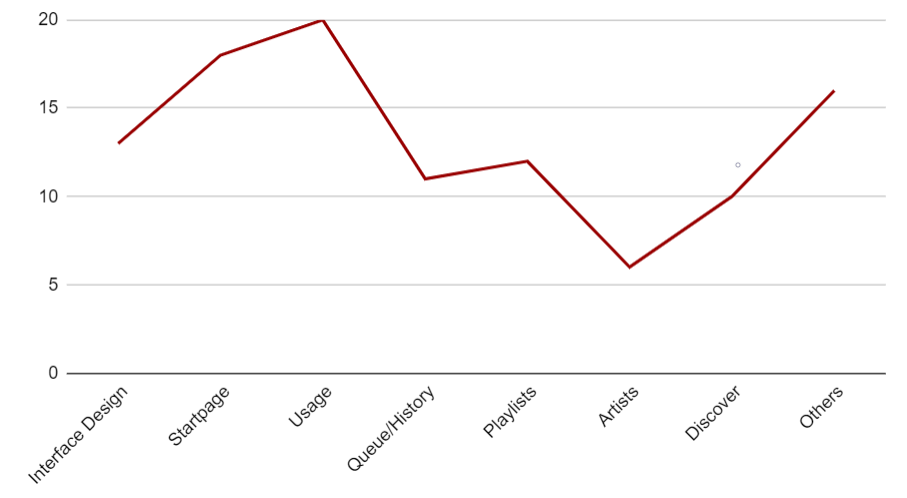 20
15
10
5
0
Interface Design
Startpage
Usage
Queue/History
Playlists
Artists
Discover
Others